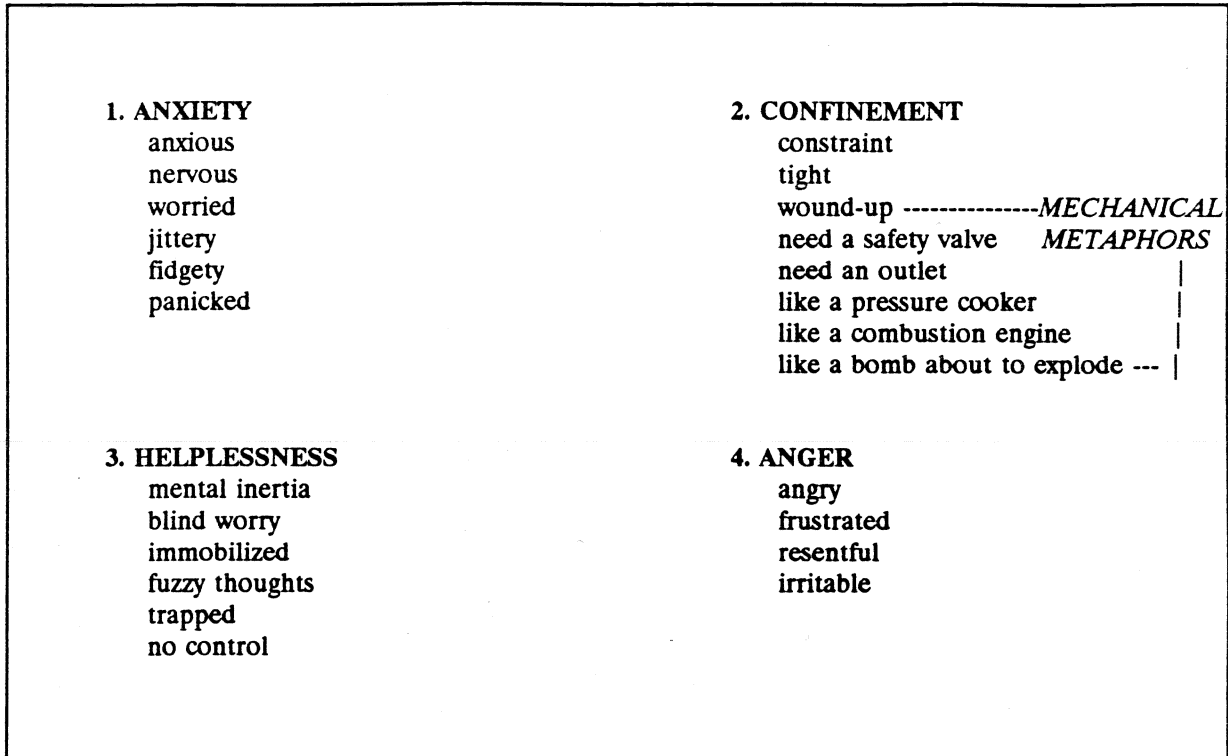 1. ANXIETY
anxious
nervous
worried
jittery
fidgety
panicked
2. CONFINEMENT
constraint
tight
wound-up ---------------MECHANICAL
need a safety valve METAPHORS
need an outlet |
like a pressure cooker |
like a combustion engine |
like a bomb about to explode --- |
3. HELPLESSNESS
mental inertia
blind worry
immobilized
fuzzy thoughts
trapped
no control
4. ANGER
angry
frustrated
resentful
irritable